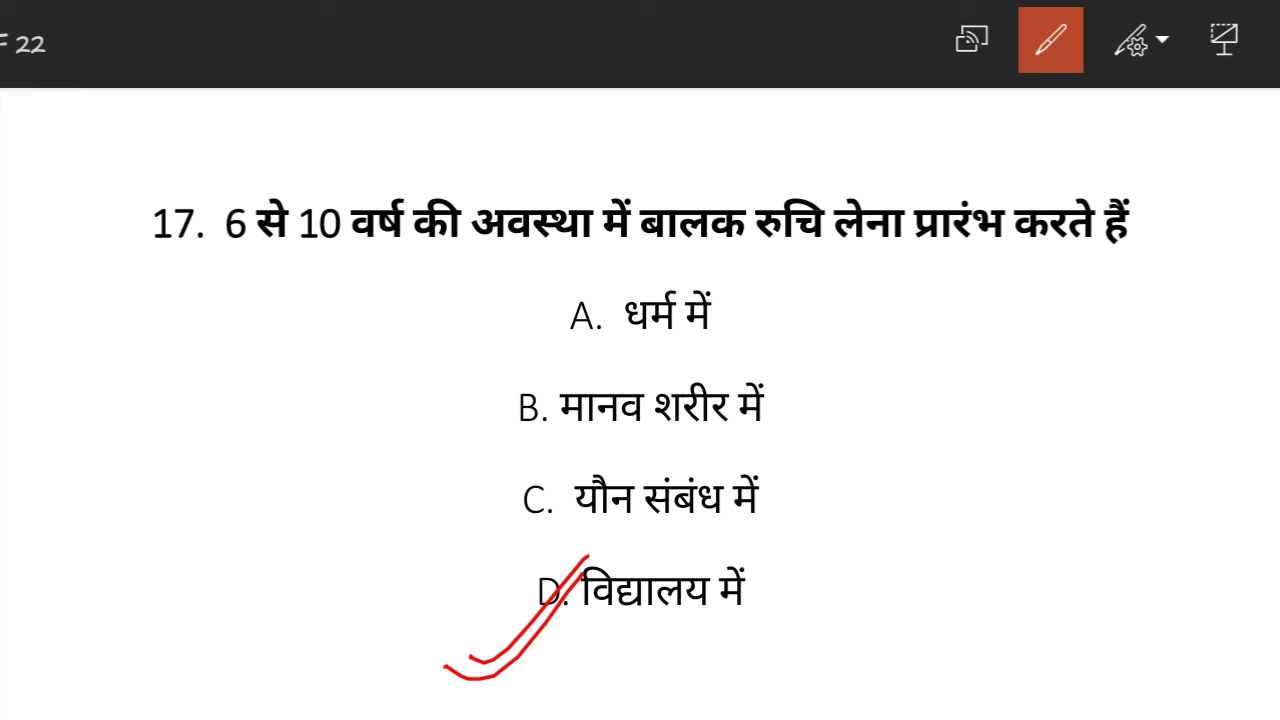 22
17. 6 से 10 वर्ष की अवस्था में बालक रुचि लेना प्रारंभ करते हैं
A. धर्म में
B. मानव शरीर में
C. यौन संबंध में
D. विद्यालय में